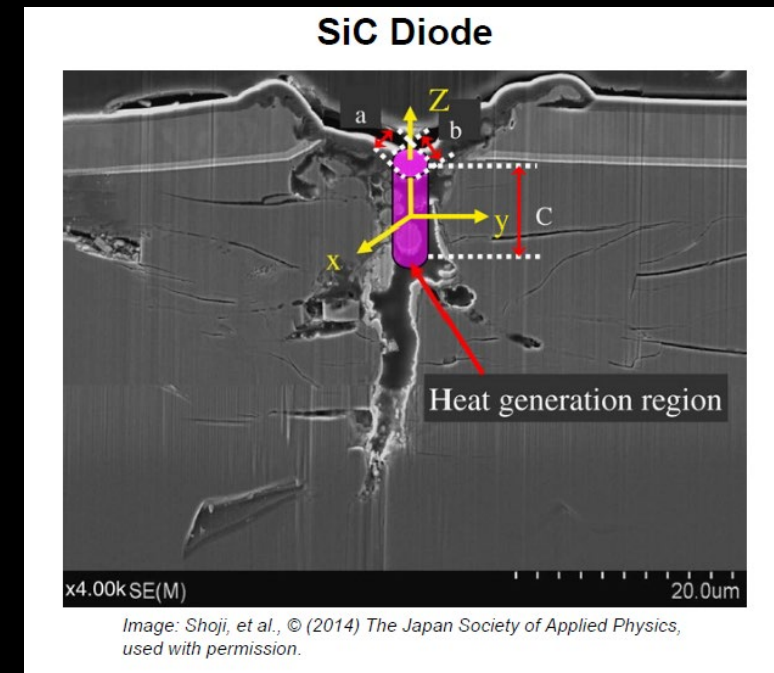 SiC Diode
a
Z
b
y
C
x
Heat generation region
x4.00k SE(M)
20.0um
Image: Shoji, et al., © (2014) The Japan Society of Applied Physics,
used with permission.